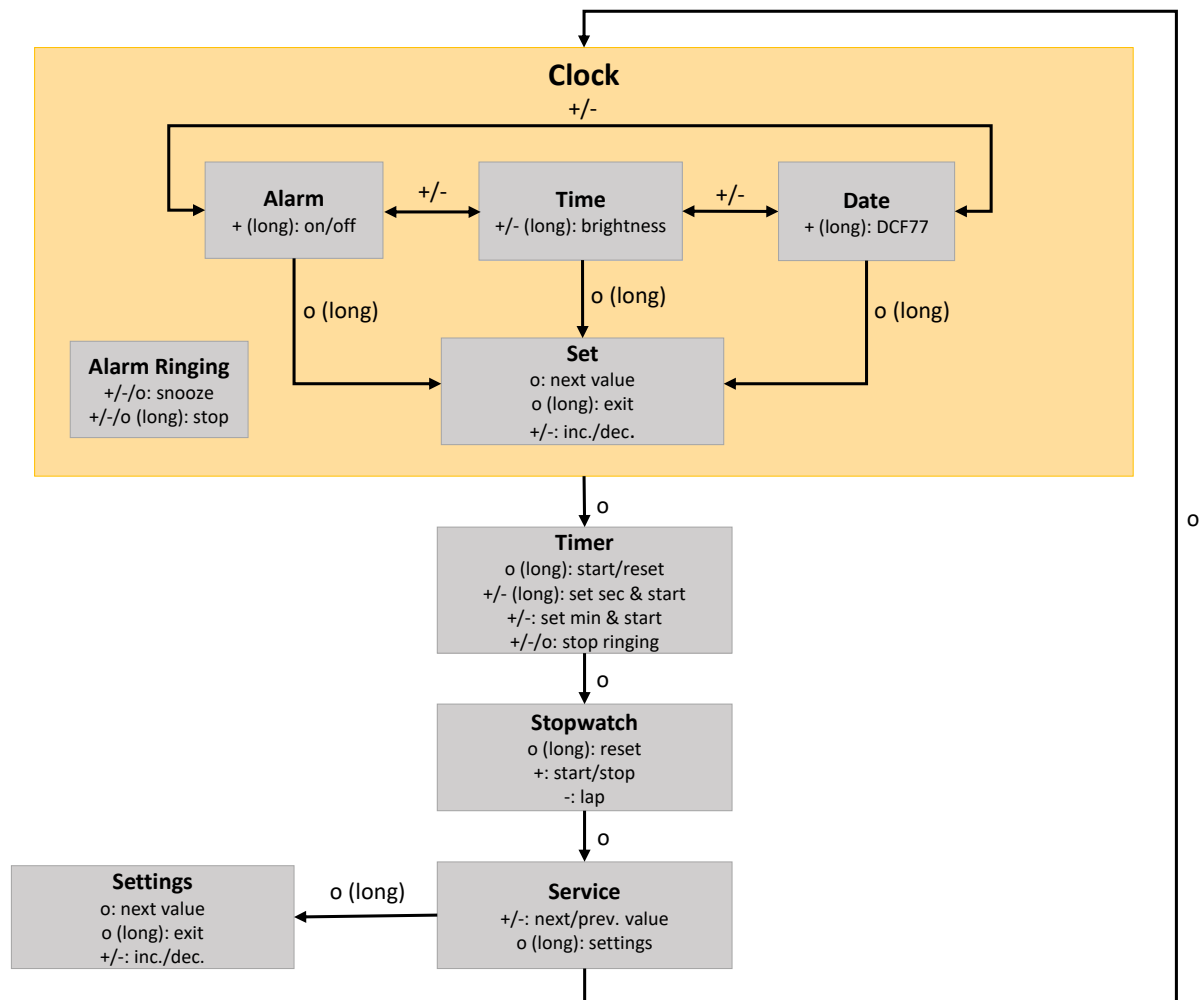 Clock
+/-
Alarm
+ (long): on/off
+/-
Time
+/- (long): brightness
+/-
Date
+ (long): DCF77
o (long)
o (long)
o (long)
Alarm Ringing
+/-/o: snooze
+/-/o (long): stop
Set
o: next value
o (long): exit
+/-: inc./dec.
o
Timer
o (long): start/reset
+/- (long): set sec & start
+/-: set min & start
+/-/o: stop ringing
o
o
Stopwatch
o (long): reset
+: start/stop
-: lap
o
Settings
o: next value
o (long): exit
+/-: inc./dec.
o (long)
Service
+/-: next/prev. value
o (long): settings